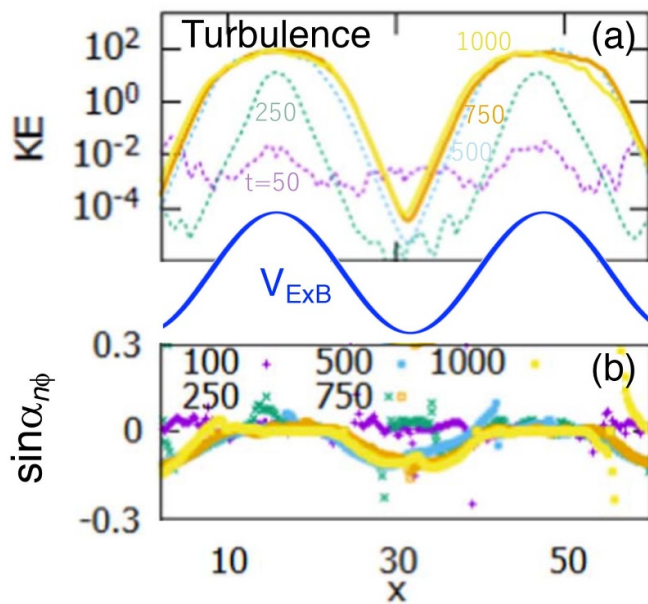 Turbulence 1000 (a)
10²
10⁰ 250 750
KE
10⁻² 500
t=50
10⁻⁴
V_ExB
0.3 100 500 1000 (b)
250 750
sinα_nϕ
0
-0.3
10 30 50
x